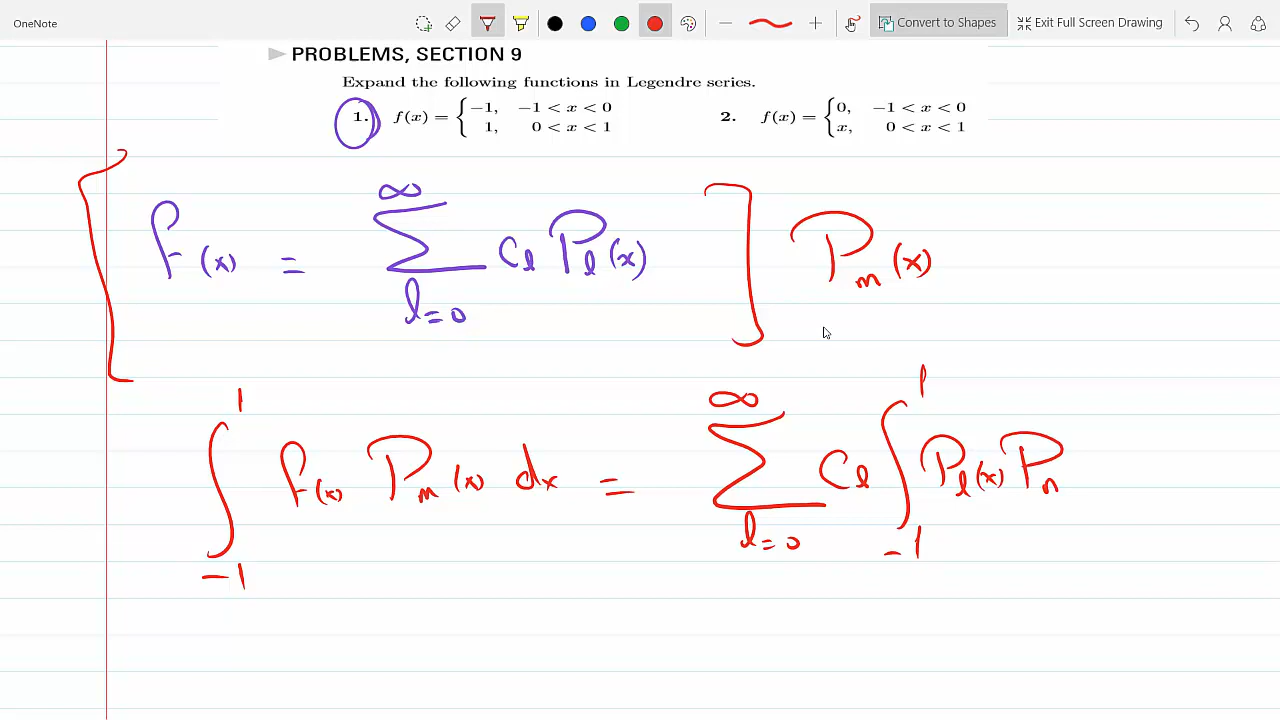 OneNote
Convert to Shapes
Exit Full Screen Drawing
PROBLEMS, SECTION 9
Expand the following functions in Legendre series.
1. f(x) = { −1, −1 < x < 0
1, 0 < x < 1
2. f(x) = { 0, −1 < x < 0
x, 0 < x < 1
[ f(x) = ∑_{l=0}^{∞} c_l P_l(x) ] P_m(x)
∫_{-1}^{1} f(x) P_m(x) dx = ∑_{l=0}^{∞} c_l ∫_{-1}^{1} P_l(x) P_n